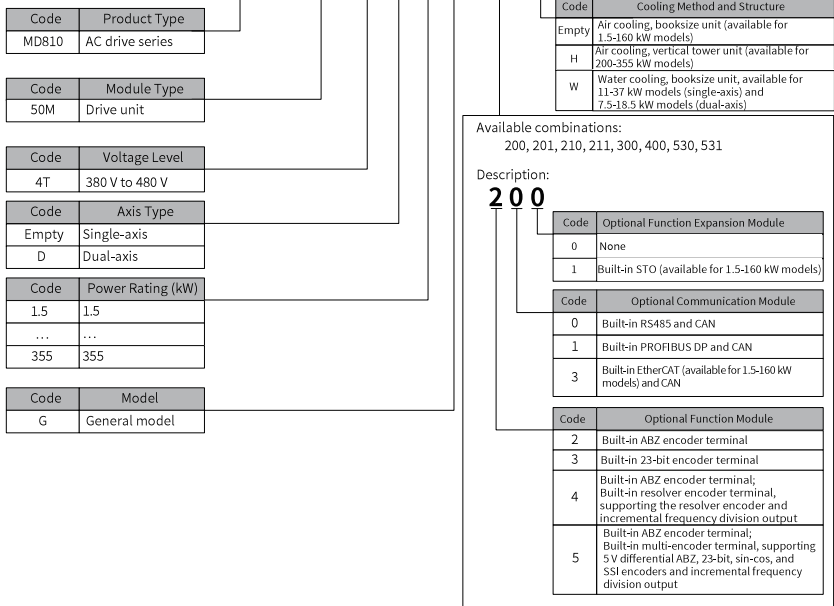 Code Product Type
MD810 AC drive series
Code Module Type
50M Drive unit
Code Voltage Level
4T 380 V to 480 V
Code Axis Type
Empty Single-axis
D Dual-axis
Code Power Rating (kW)
1.5 1.5
... ...
355 355
Code Model
G General model
Code Cooling Method and Structure
Empty Air cooling, booksize unit (available for
1.5-160 kW models)
H Air cooling, vertical tower unit (available for
200-355 kW models)
W Water cooling, booksize unit, available for
11-37 kW models (single-axis) and
7.5-18.5 kW models (dual-axis)
Available combinations:
200, 201, 210, 211, 300, 400, 530, 531
Description:
2 0 0
Code Optional Function Expansion Module
0 None
1 Built-in STO (available for 1.5-160 kW models)
Code Optional Communication Module
0 Built-in RS485 and CAN
1 Built-in PROFIBUS DP and CAN
3 Built-in EtherCAT (available for 1.5-160 kW
models) and CAN
Code Optional Function Module
2 Built-in ABZ encoder terminal
3 Built-in 23-bit encoder terminal
4 Built-in ABZ encoder terminal;
Built-in resolver encoder terminal,
supporting the resolver encoder and
incremental frequency division output
5 Built-in ABZ encoder terminal;
Built-in multi-encoder terminal, supporting
5 V differential ABZ, 23-bit, sin-cos, and
SSI encoders and incremental frequency
division output